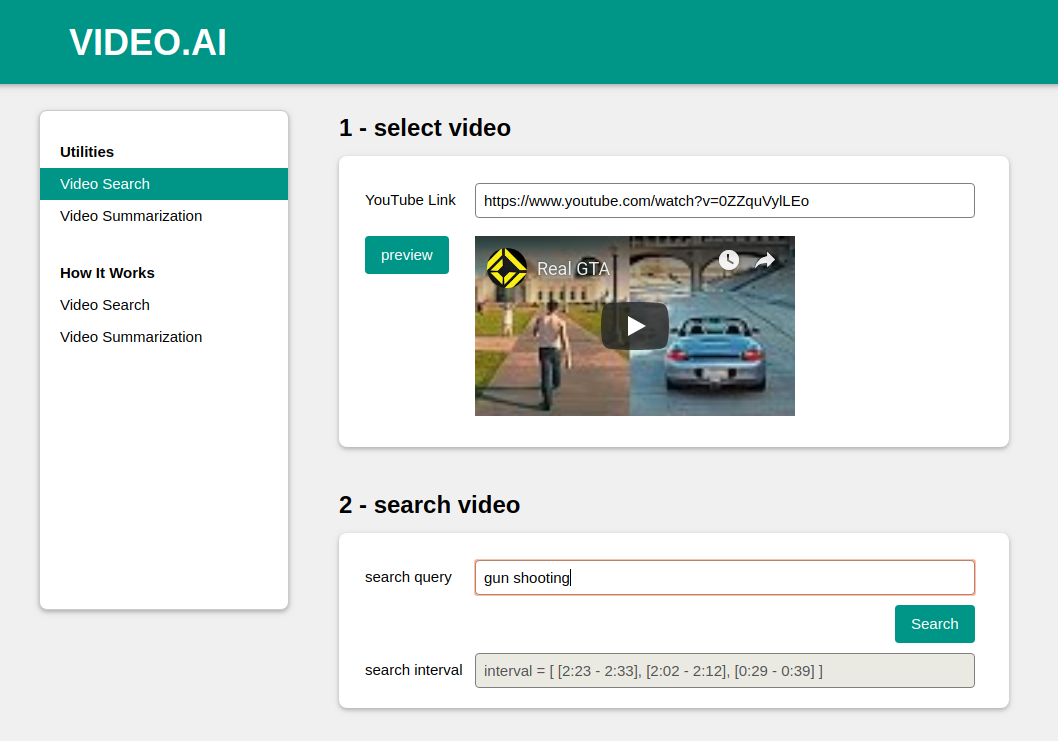 VIDEO.AI
Utilities
Video Search
Video Summarization
How It Works
Video Search
Video Summarization
1 - select video
YouTube Link
https://www.youtube.com/watch?v=0ZZquVylLEo
preview
Real GTA
2 - search video
search query
gun shooting
Search
search interval
interval = [ [2:23 - 2:33], [2:02 - 2:12], [0:29 - 0:39] ]